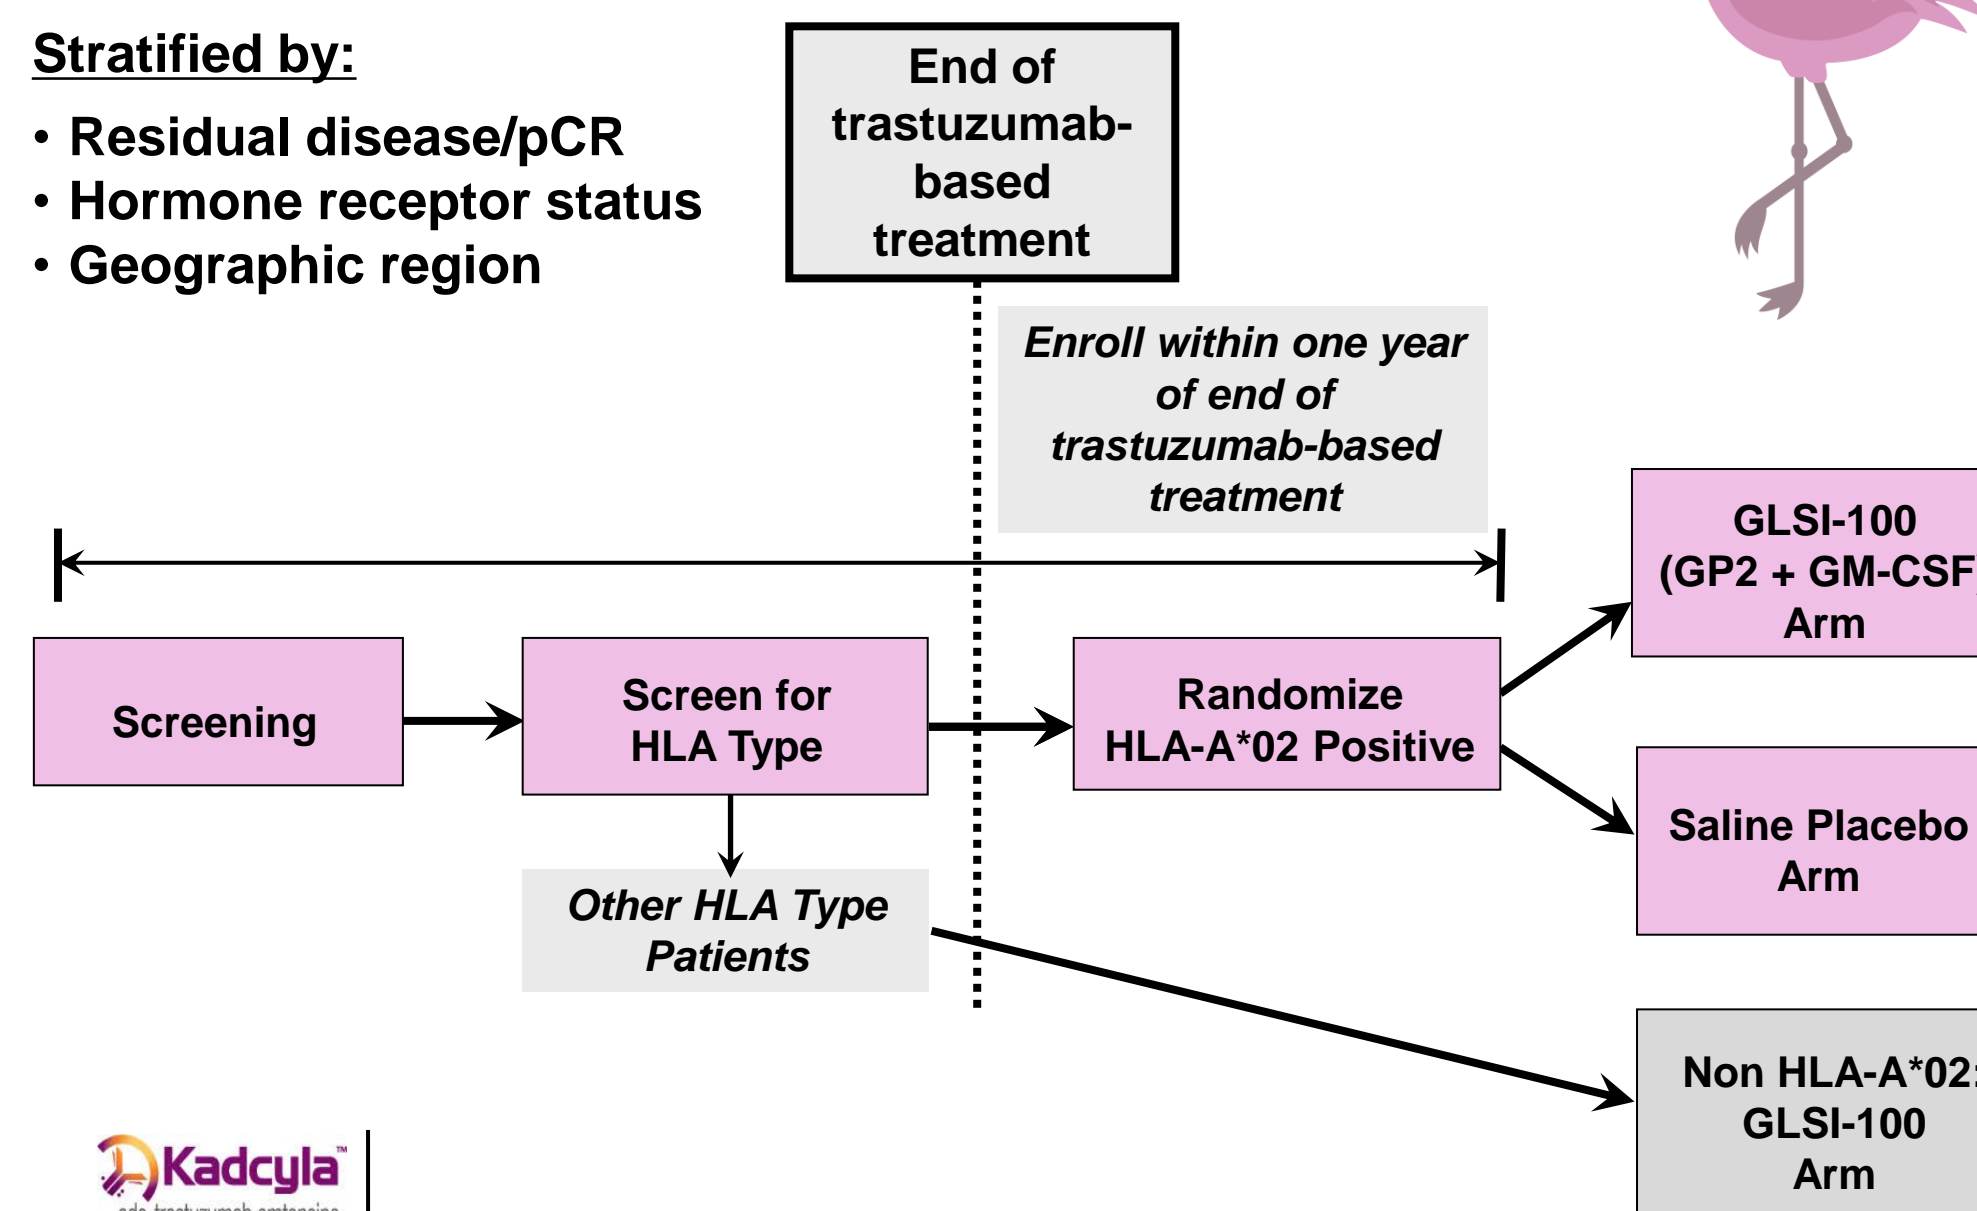 Stratified by:
• Residual disease/pCR
• Hormone receptor status
• Geographic region
End of
trastuzumab-
based
treatment
Enroll within one year
of end of
trastuzumab-based
treatment
Screening
Screen for
HLA Type
Randomize
HLA-A*02 Positive
GLSI-100
(GP2 + GM-CSF)
Arm
Saline Placebo
Arm
Other HLA Type
Patients
Non HLA-A*02:
GLSI-100
Arm
Kadcyla™